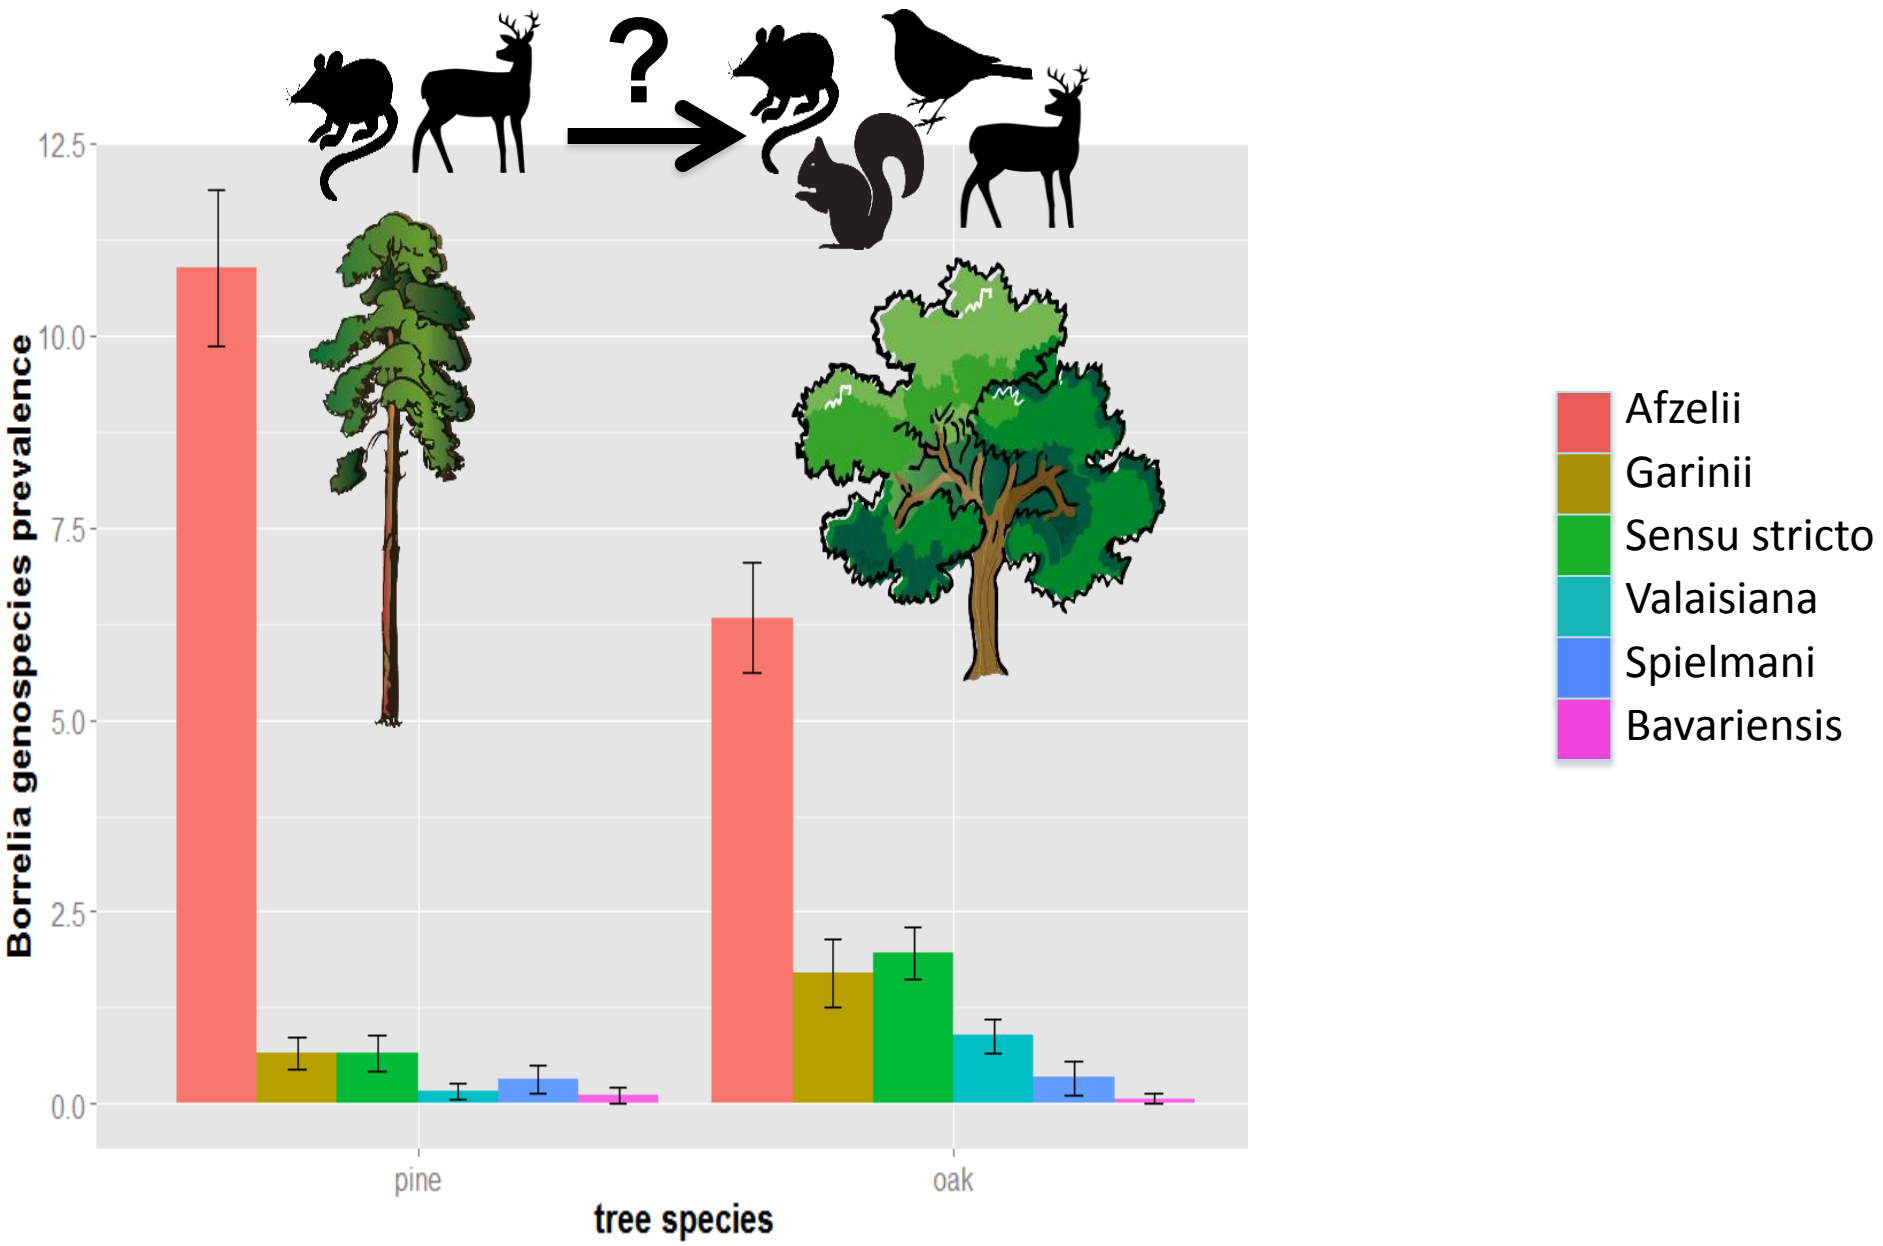 ?
12.5
10.0
7.5
5.0
2.5
0.0
Borrelia genospecies prevalence
pine
oak
tree species
Afzelii
Garinii
Sensu stricto
Valaisiana
Spielmani
Bavariensis